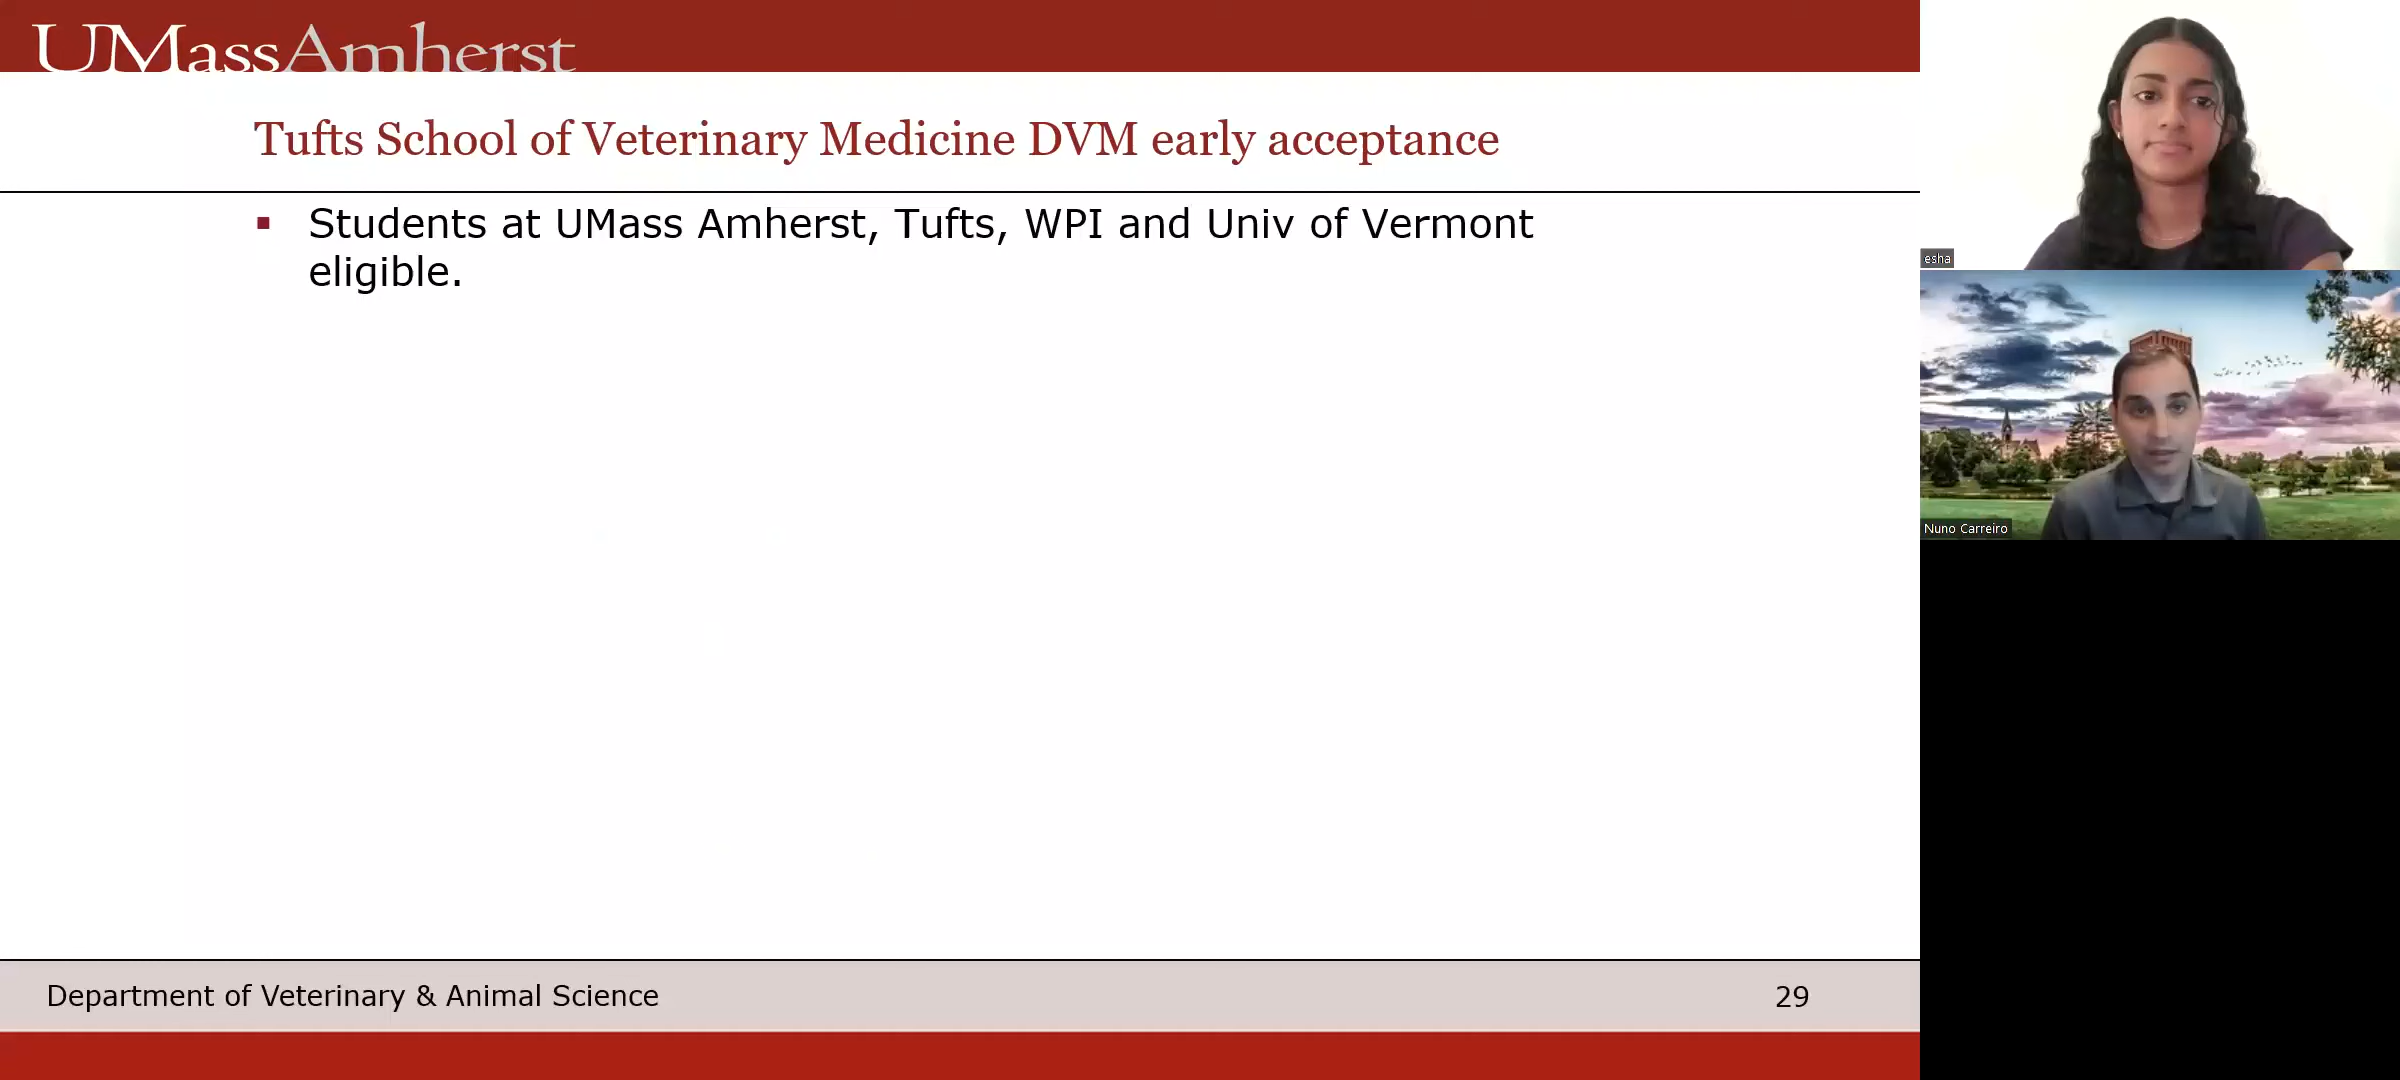 UMassAmherst
Tufts School of Veterinary Medicine DVM early acceptance
▪ Students at UMass Amherst, Tufts, WPI and Univ of Vermont
eligible.
Department of Veterinary & Animal Science
29
esha
Nuno Carreiro